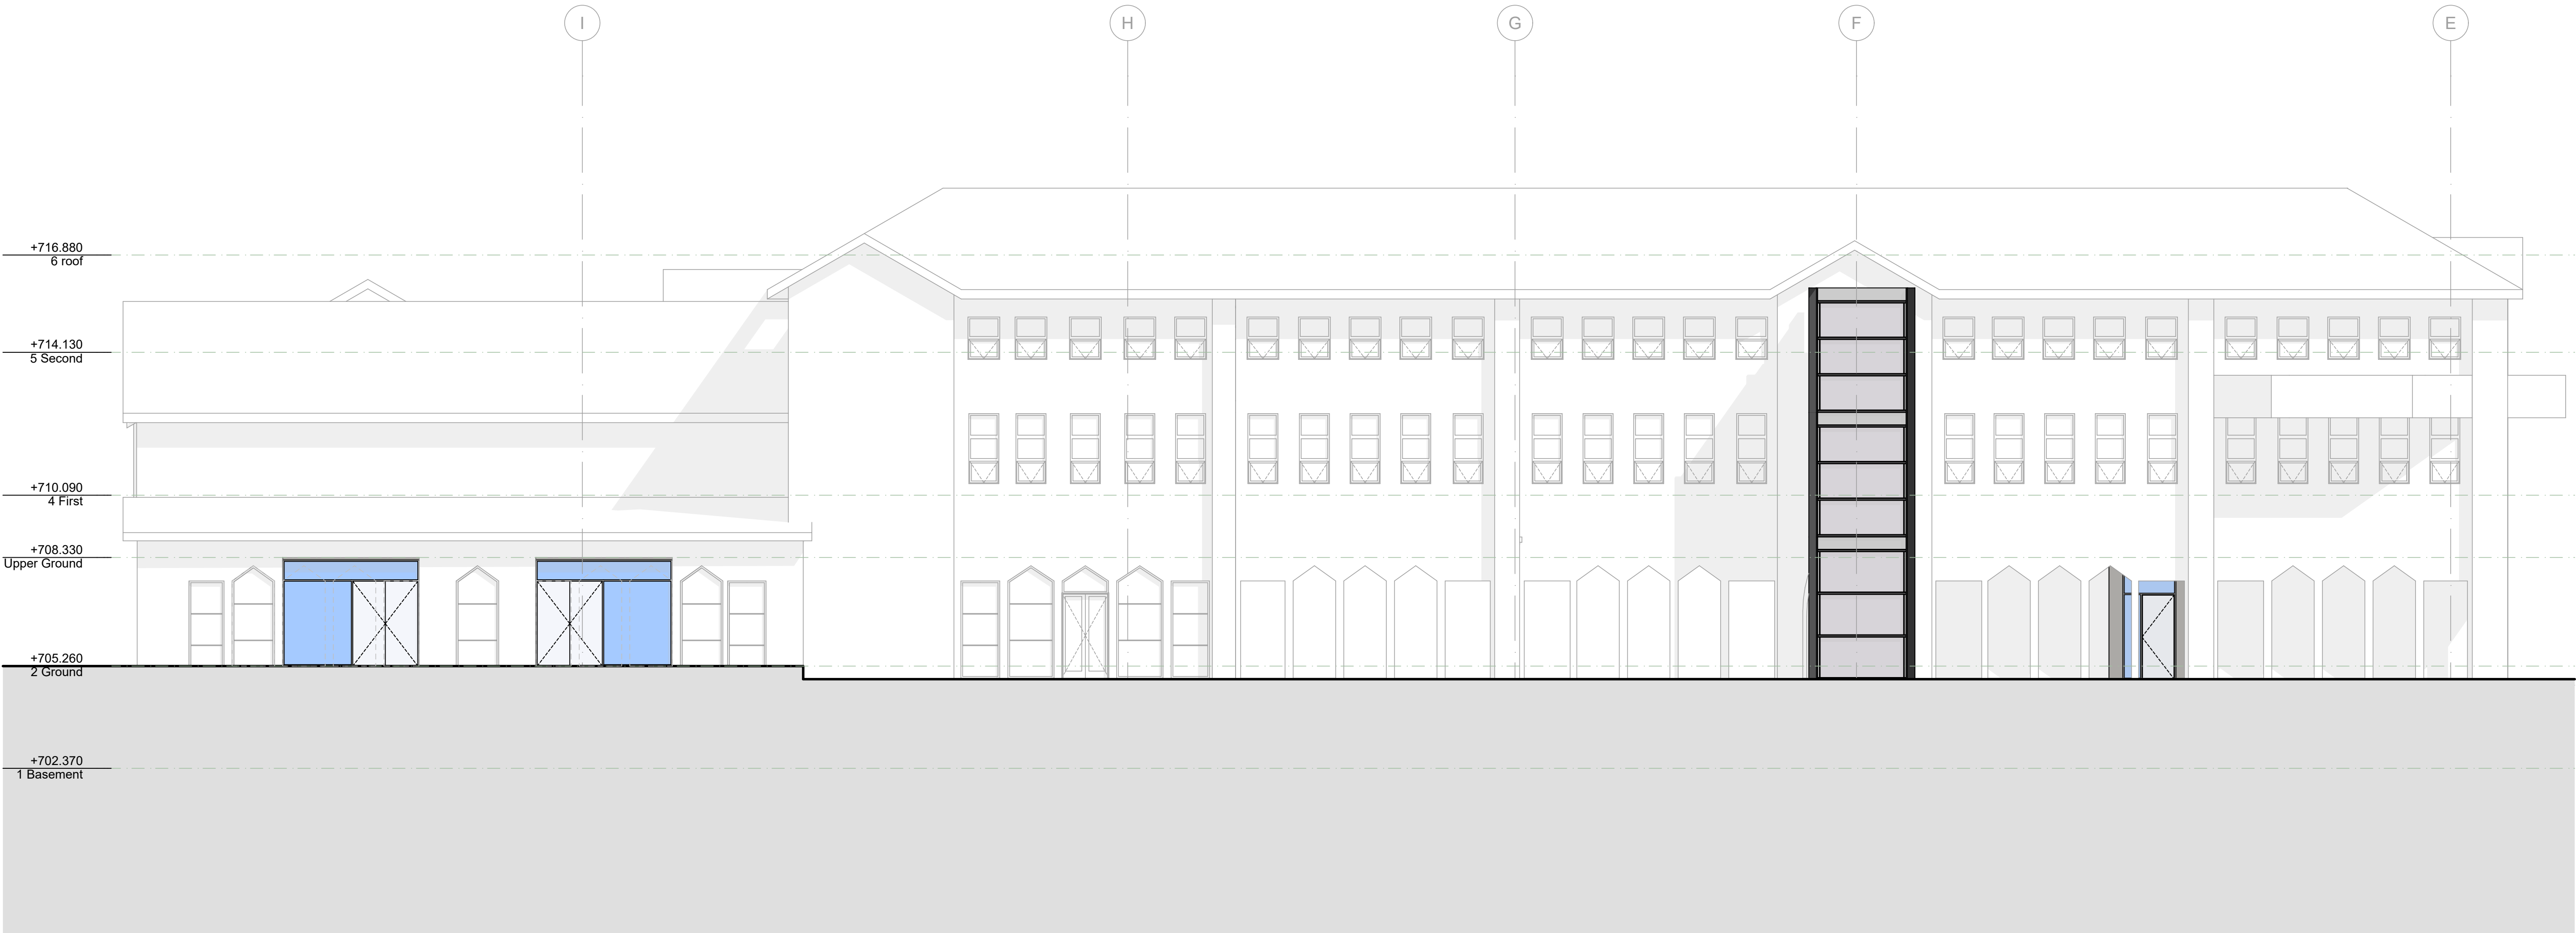 I H G F E
+716.880
6 roof
+714.130
5 Second
+710.090
4 First
+708.330
Upper Ground
+705.260
2 Ground
+702.370
1 Basement